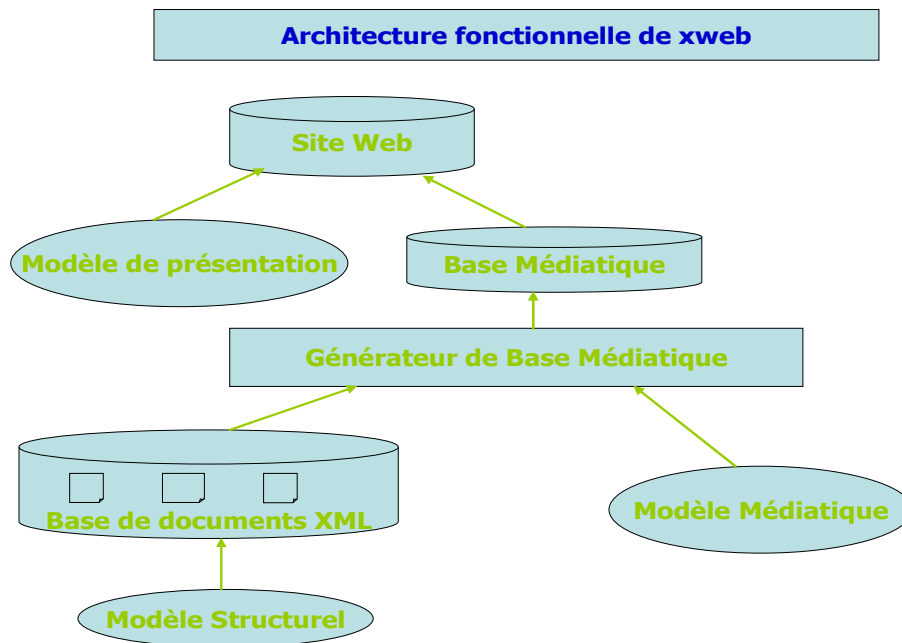 Architecture fonctionnelle de xweb
Site Web
Modèle de présentation
Base Médiatique
Générateur de Base Médiatique
Base de documents XML
Modèle Médiatique
Modèle Structurel